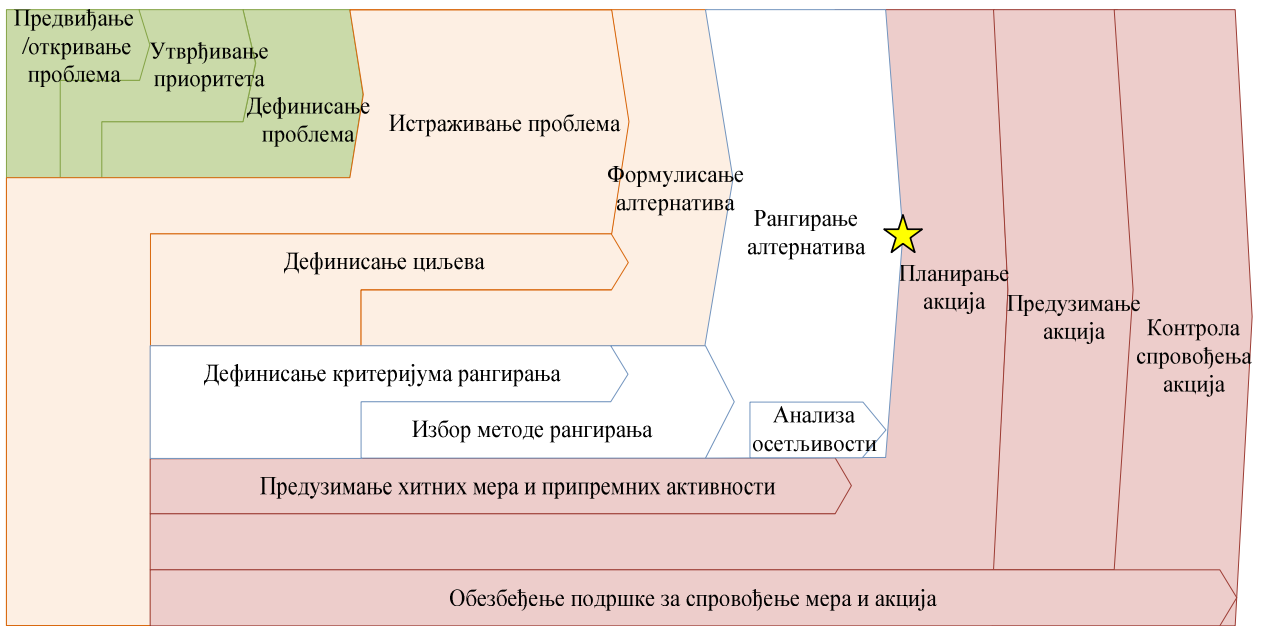 Предвиђање
/откривање
проблема
Утврђивање
приоритета
Дефинисање
проблема
Истраживање проблема
Формулисање
алтернатива
Рангирање
алтернатива
Дефинисање циљева
Планирање
акција
Предузимање
акција
Контрола
спровођења
акција
Дефинисање критеријума рангирања
Избор методе рангирања
Анализа
осетљивости
Предузимање хитних мера и припремних активности
Обезбеђење подршке за спровођење мера и акција